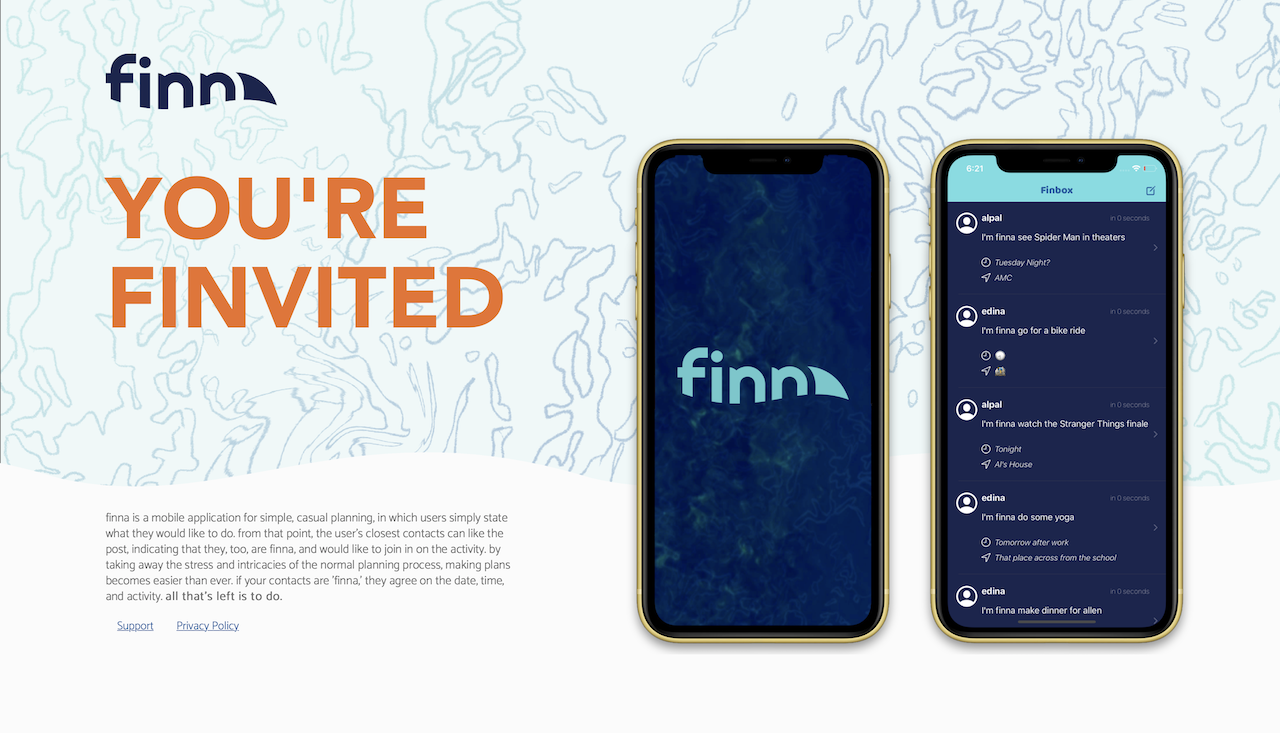 finna
YOU'RE
FINVITED
finna is a mobile application for simple, casual planning, in which users simply state
what they would like to do. from that point, the user's closest contacts can like the
post, indicating that they, too, are finna, and would like to join in on the activity. by
taking away the stress and intricacies of the normal planning process, making plans
becomes easier than ever. if your contacts are 'finna,' they agree on the date, time,
and activity. all that's left is to do.
Support Privacy Policy
finna
6:21
Finbox
alpal in 0 seconds
I'm finna see Spider Man in theaters
Tuesday Night?
AMC
edina in 0 seconds
I'm finna go for a bike ride
alpal in 0 seconds
I'm finna watch the Stranger Things finale
Tonight
Al's House
edina in 0 seconds
I'm finna do some yoga
Tomorrow after work
That place across from the school
edina in 0 seconds
I'm finna make dinner for allen